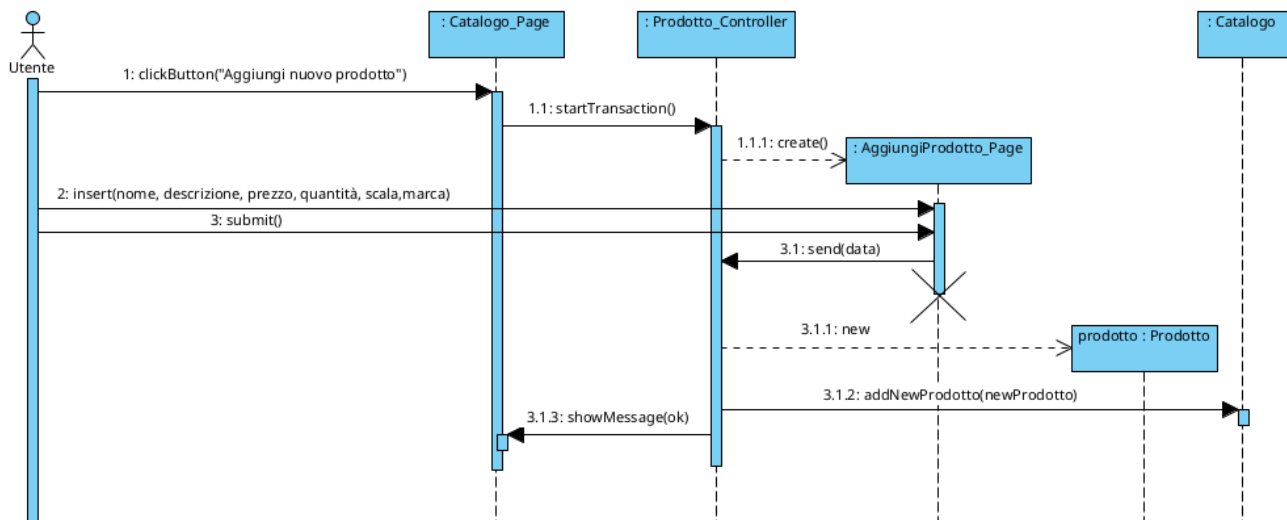 : Catalogo_Page
: Prodotto_Controller
: Catalogo
Utente
1: clickButton("Aggiungi nuovo prodotto")
1.1: startTransaction()
1.1.1: create()
: AggiungiProdotto_Page
2: insert(nome, descrizione, prezzo, quantità, scala,marca)
3: submit()
3.1: send(data)
3.1.1: new
prodotto : Prodotto
3.1.2: addNewProdotto(newProdotto)
3.1.3: showMessage(ok)